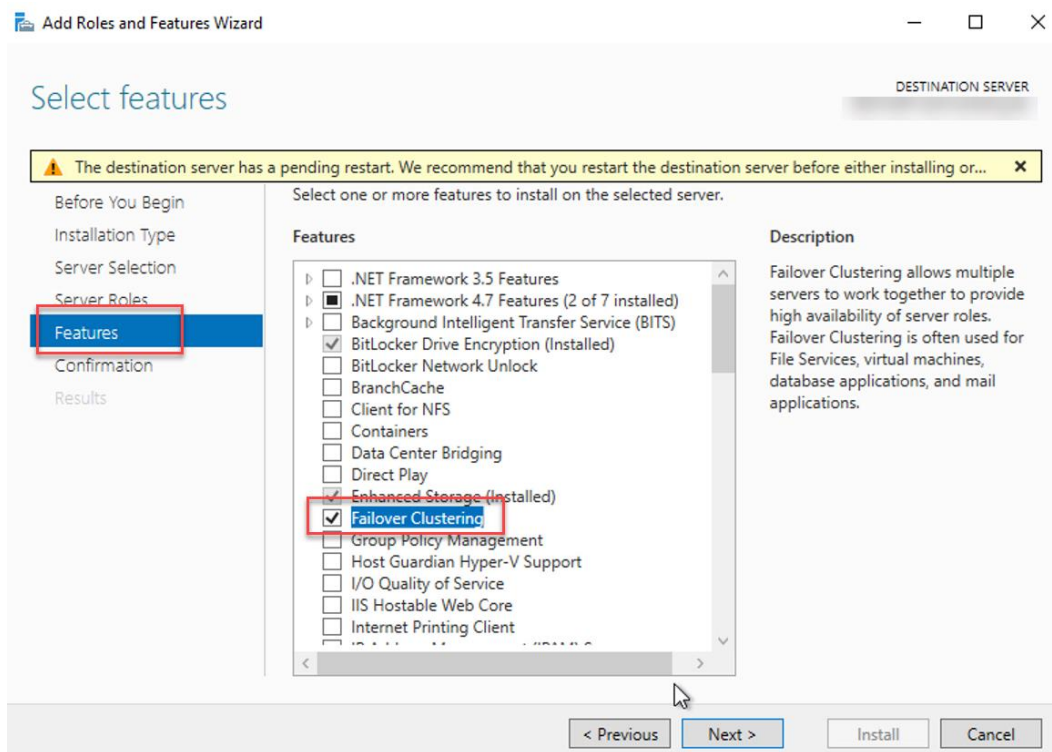 Add Roles and Features Wizard
Select features
DESTINATION SERVER
The destination server has a pending restart. We recommend that you restart the destination server before either installing or...
Before You Begin
Installation Type
Server Selection
Server Roles
Features
Confirmation
Results
Select one or more features to install on the selected server.
Features
.NET Framework 3.5 Features
.NET Framework 4.7 Features (2 of 7 installed)
Background Intelligent Transfer Service (BITS)
BitLocker Drive Encryption (Installed)
BitLocker Network Unlock
BranchCache
Client for NFS
Containers
Data Center Bridging
Direct Play
Enhanced Storage (Installed)
Failover Clustering
Group Policy Management
Host Guardian Hyper-V Support
I/O Quality of Service
IIS Hostable Web Core
Internet Printing Client
Description
Failover Clustering allows multiple
servers to work together to provide
high availability of server roles.
Failover Clustering is often used for
File Services, virtual machines,
database applications, and mail
applications.
< Previous
Next >
Install
Cancel